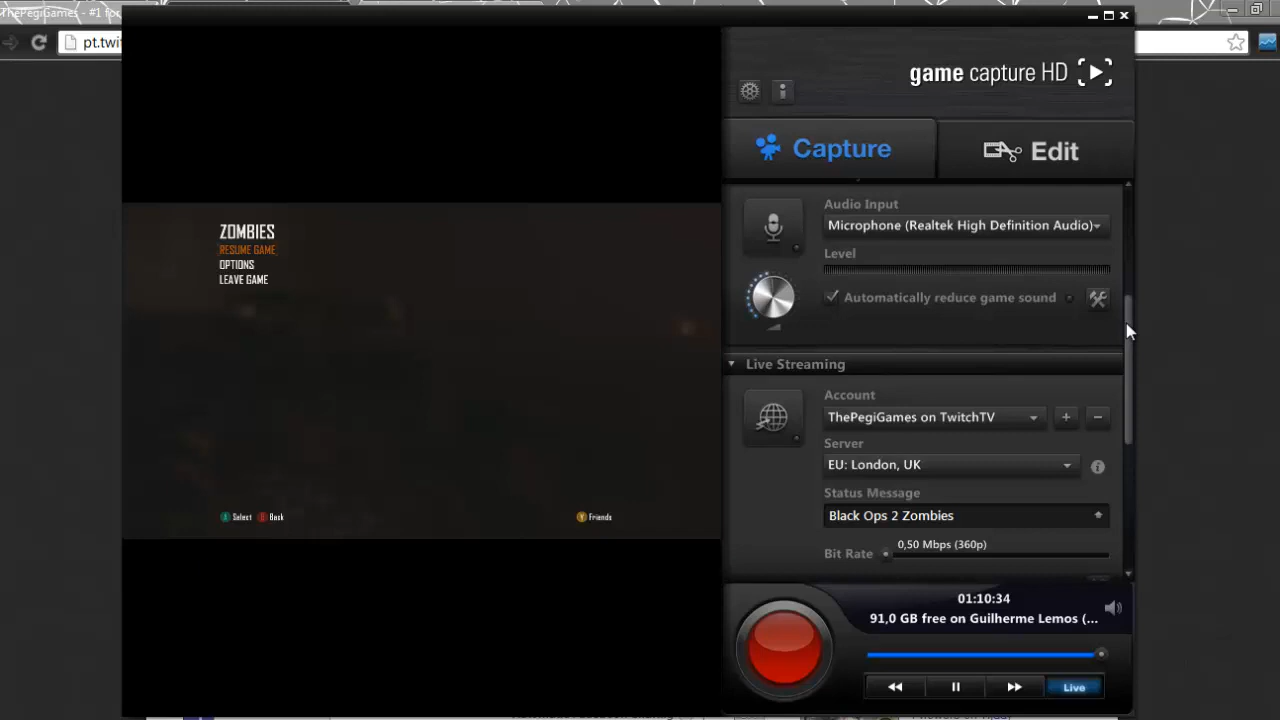 ThePegiGames - #1 for
pt.twit
game capture HD
Capture
Edit
Audio Input
Microphone (Realtek High Definition Audio)
Level
Automatically reduce game sound
Live Streaming
Account
ThePegiGames on TwitchTV
Server
EU: London, UK
Status Message
Black Ops 2 Zombies
0,50 Mbps (360p)
Bit Rate
01:10:34
91,0 GB free on Guilherme Lemos (...
Live
ZOMBIES
RESUME GAME
OPTIONS
LEAVE GAME
Select
B Back
Y Friends